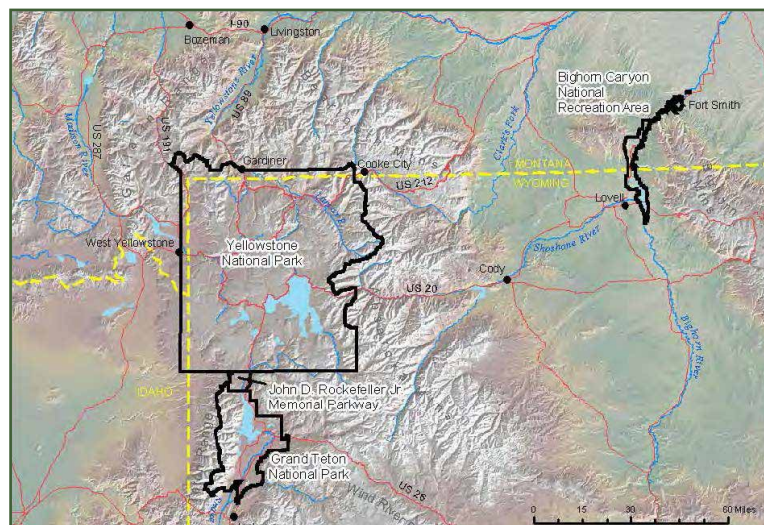 I-90
Bozeman
Livingston
Yellowstone River
US 89
US 191
US 287
Madison River
Bighorn Canyon
National
Recreation Area
Fort Smith
Clark's Fork
Gardiner
Cooke City
MONTANA
WYOMING
US 212
Lovell
West Yellowstone
Yellowstone
National Park
Shoshone River
Cody
US 20
Bighorn River
IDAHO
John D. Rockefeller Jr
Memorial Parkway
Grand Teton
National Park
Wind River
US 26
0 15 30 60 Miles